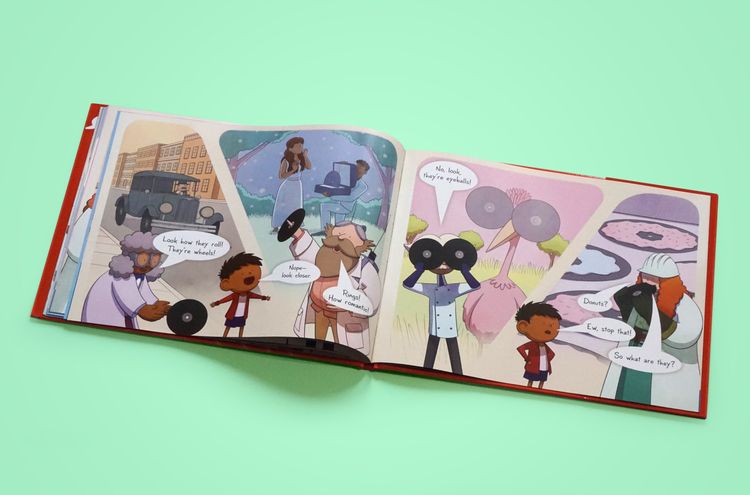 Look how they roll!
They're wheels!
Nope—
look closer.
Rings!
How romantic!
No, look,
they're eyeballs!
Donuts?
Ew, stop that!
So what are they?